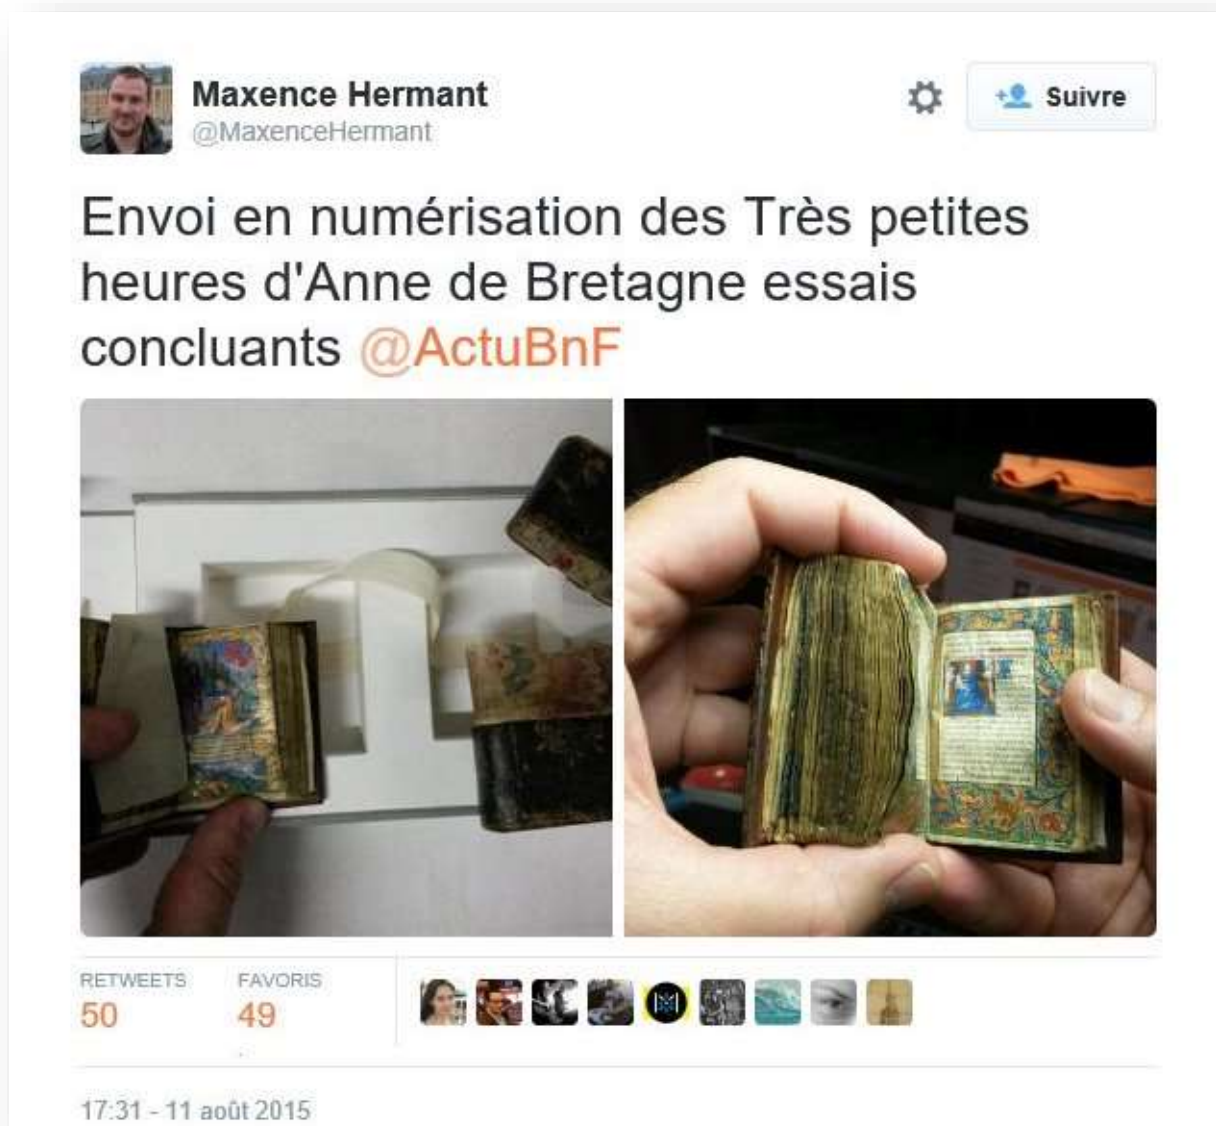 Maxence Hermant
@MaxenceHermant
Suivre
Envoi en numérisation des Très petites
heures d'Anne de Bretagne essais
concluants @ActuBnF
RETWEETS
50
FAVORIS
49
17:31 - 11 août 2015